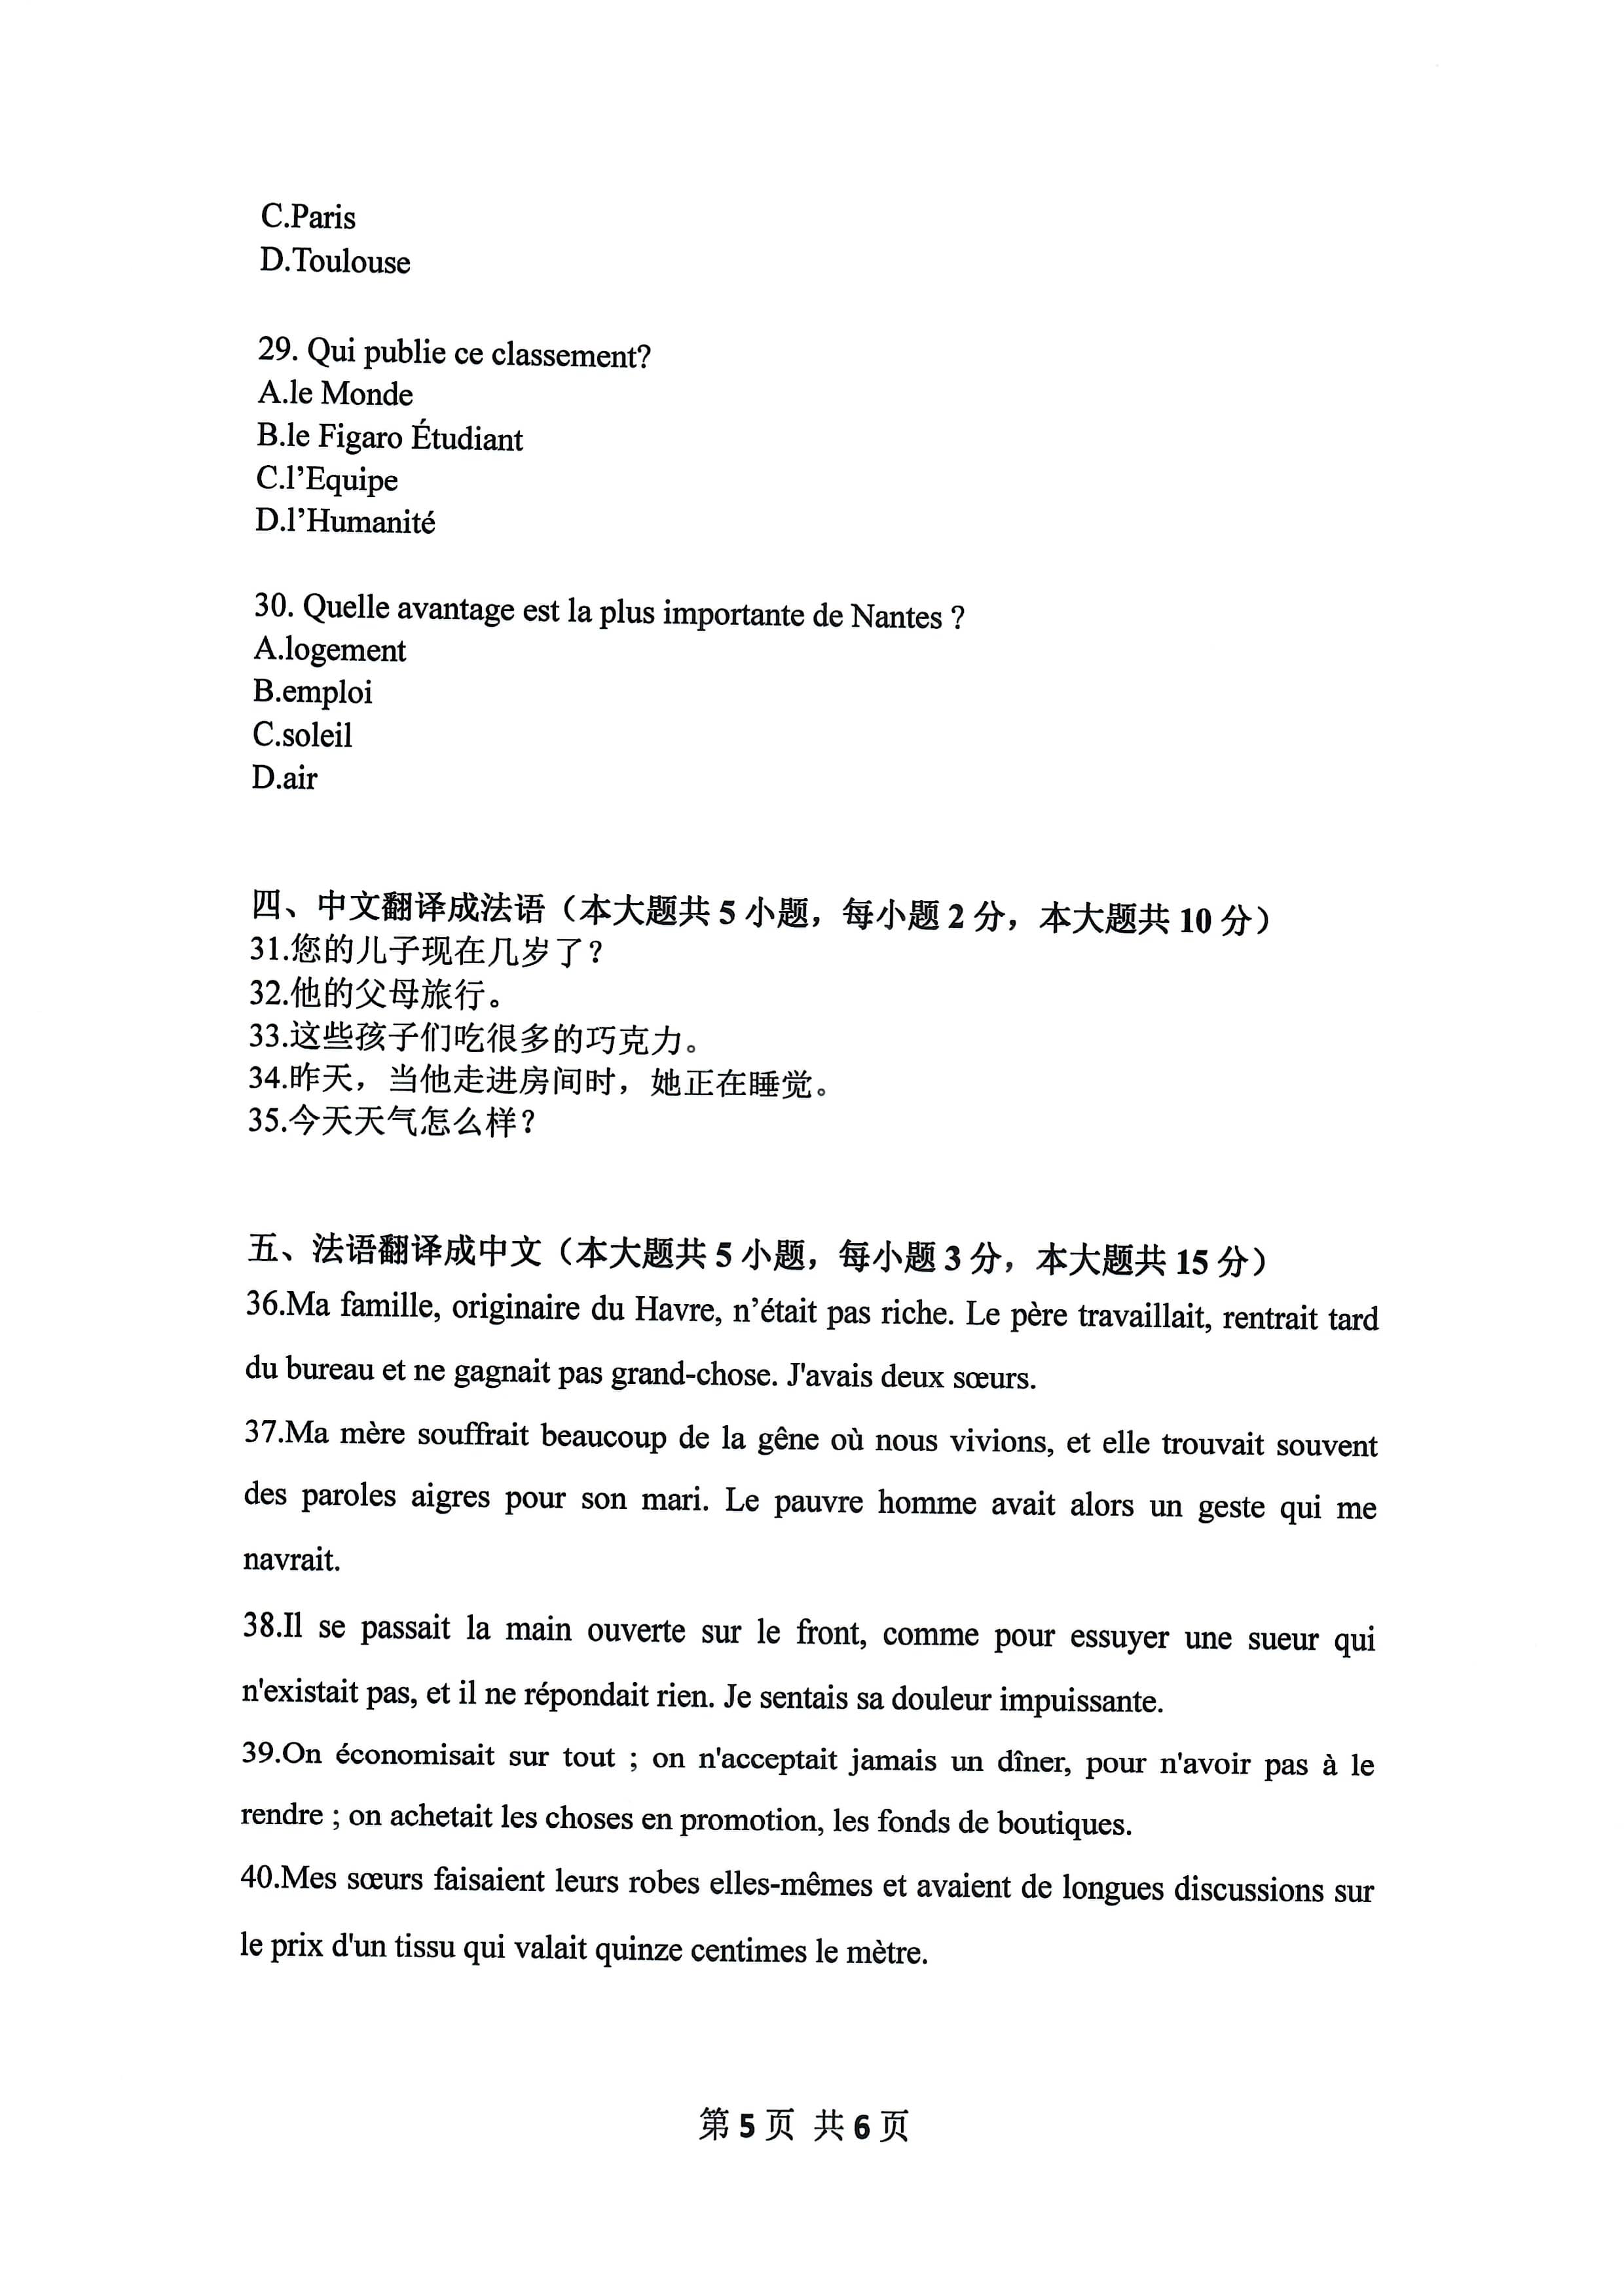 C.Paris
D.Toulouse
29. Qui publie ce classement?
A.le Monde
B.le Figaro Étudiant
C.l’Equipe
D.l’Humanité
30. Quelle avantage est la plus importante de Nantes ?
A.logement
B.emploi
C.soleil
D.air
四、中文翻译成法语（本大题共 5 小题，每小题 2 分，本大题共 10 分）
31.您的儿子现在几岁了？
32.他的父母旅行。
33.这些孩子们吃很多的巧克力。
34.昨天，当他走进房间时，她正在睡觉。
35.今天天气怎么样？
五、法语翻译成中文（本大题共 5 小题，每小题 3 分，本大题共 15 分）
36.Ma famille, originaire du Havre, n’était pas riche. Le père travaillait, rentrait tard
du bureau et ne gagnait pas grand-chose. J'avais deux sœurs.
37.Ma mère souffrait beaucoup de la gêne où nous vivions, et elle trouvait souvent
des paroles aigres pour son mari. Le pauvre homme avait alors un geste qui me
navrait.
38.Il se passait la main ouverte sur le front, comme pour essuyer une sueur qui
n'existait pas, et il ne répondait rien. Je sentais sa douleur impuissante.
39.On économisait sur tout ; on n'acceptait jamais un dîner, pour n'avoir pas à le
rendre ; on achetait les choses en promotion, les fonds de boutiques.
40.Mes sœurs faisaient leurs robes elles-mêmes et avaient de longues discussions sur
le prix d'un tissu qui valait quinze centimes le mètre.
第 5 页 共 6 页